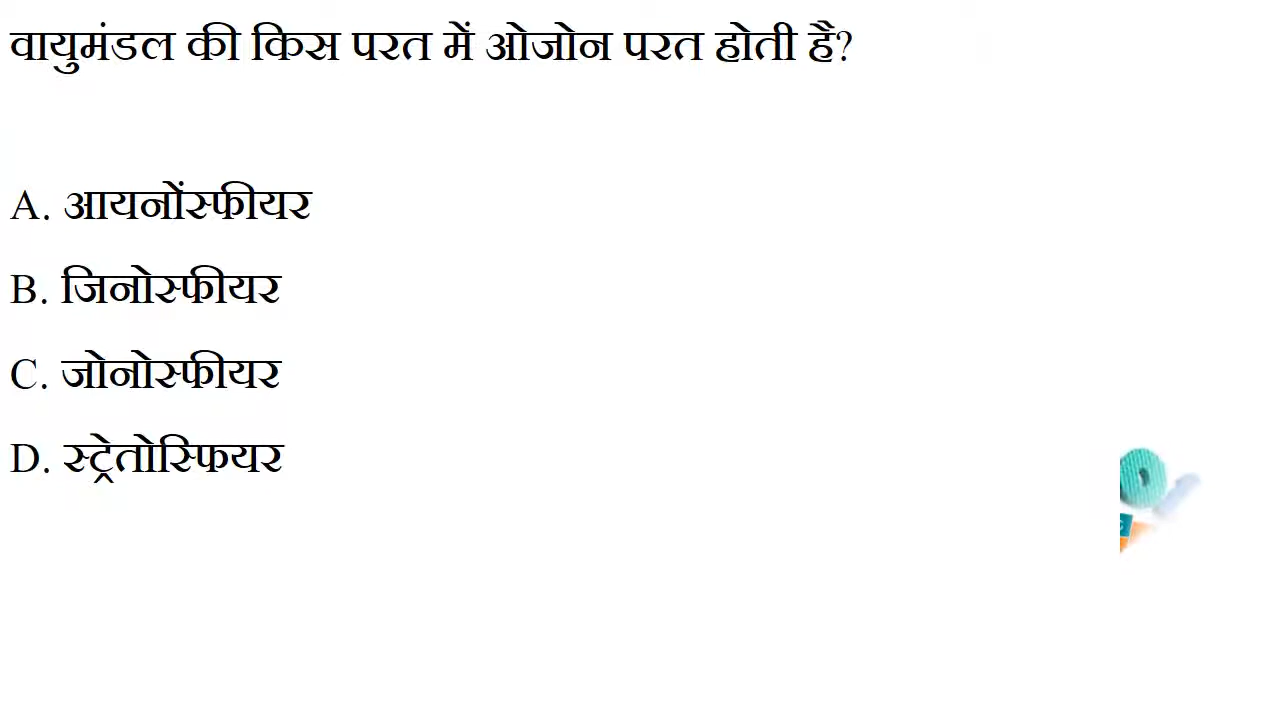 वायुमंडल की किस परत में ओजोन परत होती है?
A. आयनोंस्फीयर
B. जिनोस्फीयर
C. जोनोस्फीयर
D. स्ट्रेतोस्फियर